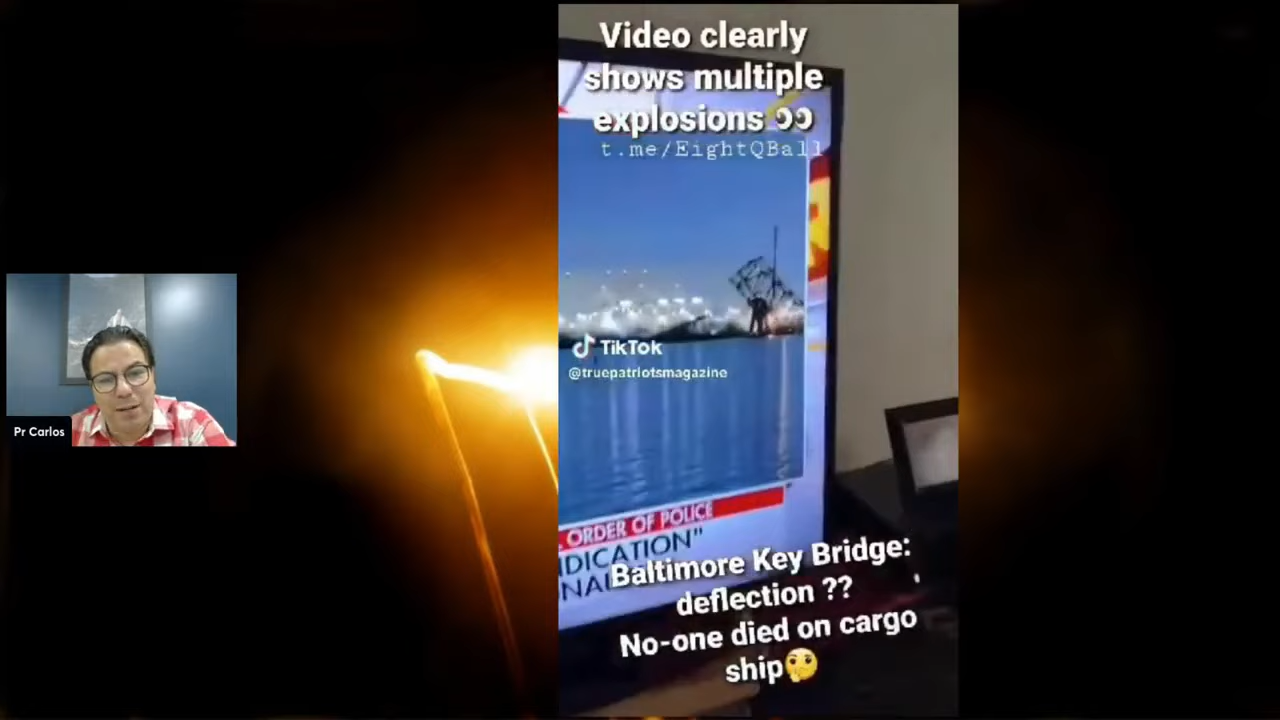 Video clearly
shows multiple
explosions 👀
t.me/EightQBall
TikTok
@truepatriotsmagazine
ORDER OF POLICE
DICATION"
Baltimore Key Bridge:
deflection ??
No-one died on cargo
ship🤔
Pr Carlos